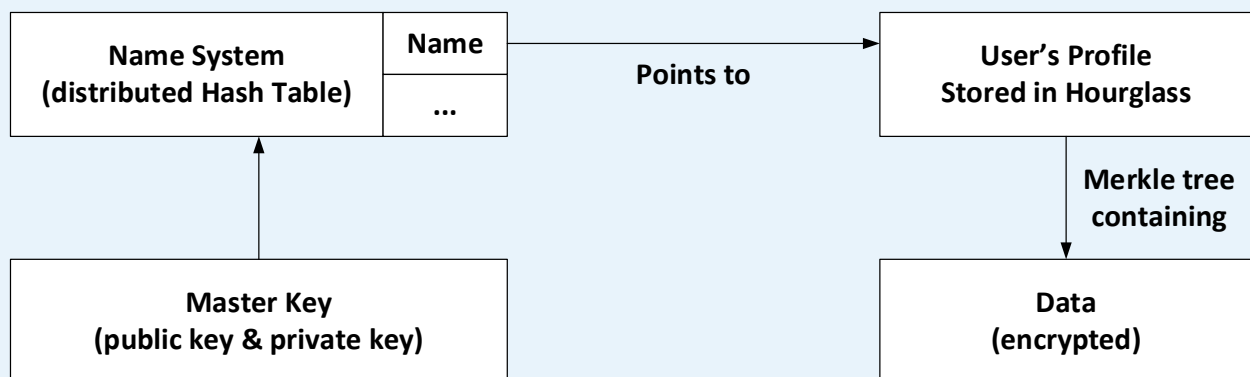 Name System
(distributed Hash Table)
Name
...
Points to
User's Profile
Stored in Hourglass
Merkle tree
containing
Master Key
(public key & private key)
Data
(encrypted)